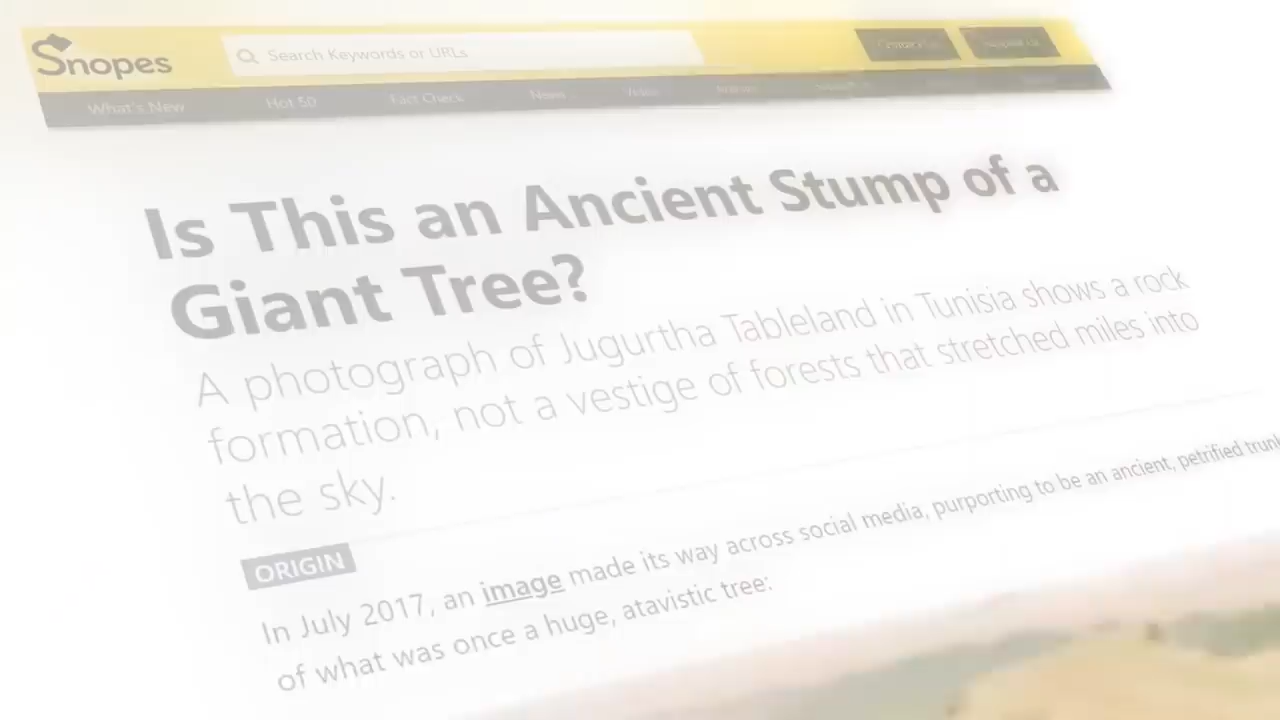 Snopes
Search Keywords or URLs
What's New Hot 50 Fact Check News Video
Is This an Ancient Stump of a
Giant Tree?
A photograph of Jugurtha Tableland in Tunisia shows a rock
formation, not a vestige of forests that stretched miles into
the sky.
ORIGIN
In July 2017, an image made its way across social media, purporting to be an ancient, petrified trunk
of what was once a huge, atavistic tree: